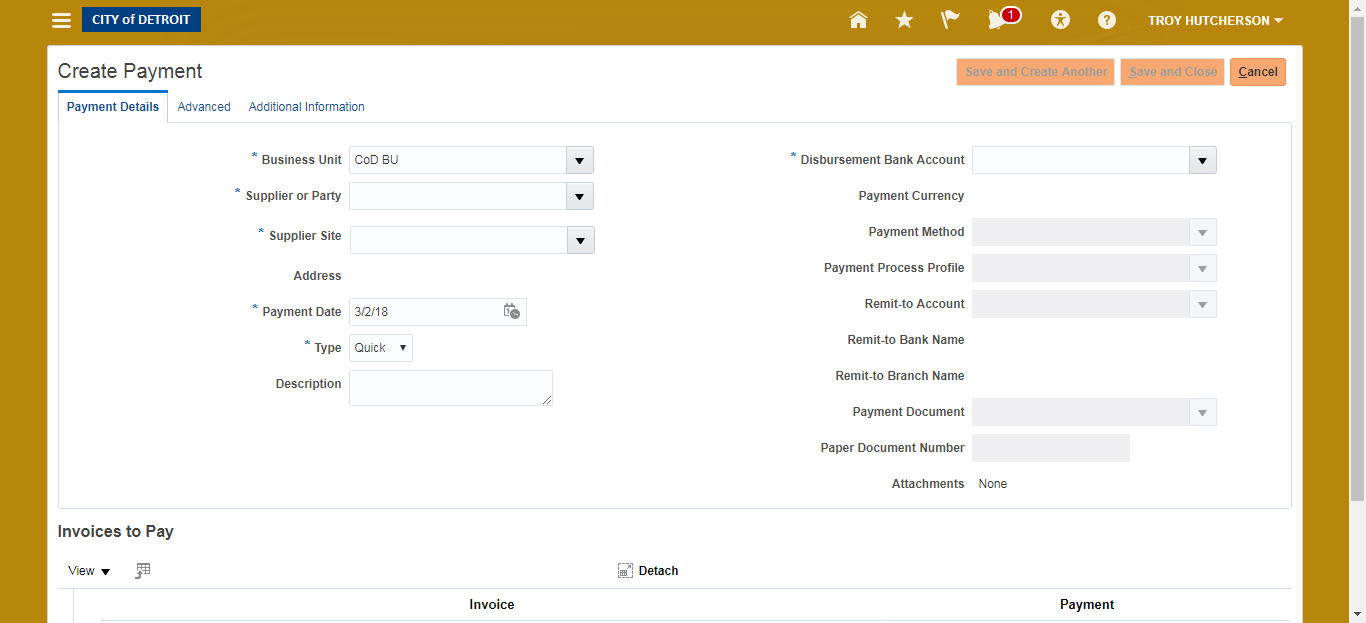 CITY of DETROIT
1
TROY HUTCHERSON
Create Payment
Save and Create Another
Save and Close
Cancel
Payment Details
Advanced
Additional Information
* Business Unit CoD BU
* Supplier or Party
* Supplier Site
Address
* Payment Date 3/2/18
* Type Quick
Description
* Disbursement Bank Account
Payment Currency
Payment Method
Payment Process Profile
Remit-to Account
Remit-to Bank Name
Remit-to Branch Name
Payment Document
Paper Document Number
Attachments None
Invoices to Pay
View
Detach
Invoice
Payment